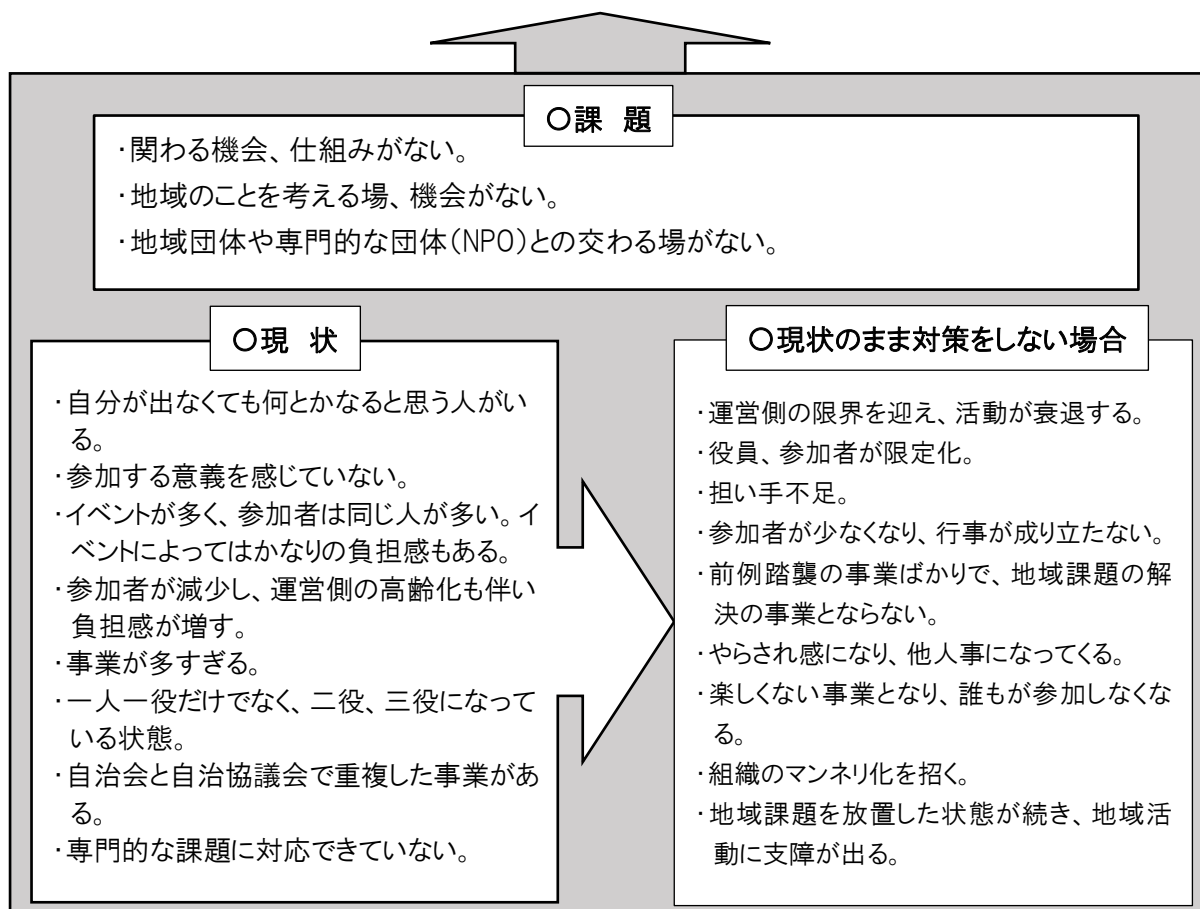 〇課　題
・関わる機会、仕組みがない。
・地域のことを考える場、機会がない。
・地域団体や専門的な団体（NPO）との交わる場がない。
〇現　状
・自分が出なくても何とかなると思う人がい
る。
・参加する意義を感じていない。
・イベントが多く、参加者は同じ人が多い。イ
ベントによってはかなりの負担感もある。
・参加者が減少し、運営側の高齢化も伴い
負担感が増す。
・事業が多すぎる。
・一人一役だけでなく、二役、三役になって
いる状態。
・自治会と自治協議会で重複した事業があ
る。
・専門的な課題に対応できていない。
〇現状のまま対策をしない場合
・運営側の限界を迎え、活動が衰退する。
・役員、参加者が限定化。
・担い手不足。
・参加者が少なくなり、行事が成り立たない。
・前例踏襲の事業ばかりで、地域課題の解
決の事業とならない。
・やらされ感になり、他人事になってくる。
・楽しくない事業となり、誰もが参加しなくな
る。
・組織のマンネリ化を招く。
・地域課題を放置した状態が続き、地域活
動に支障が出る。